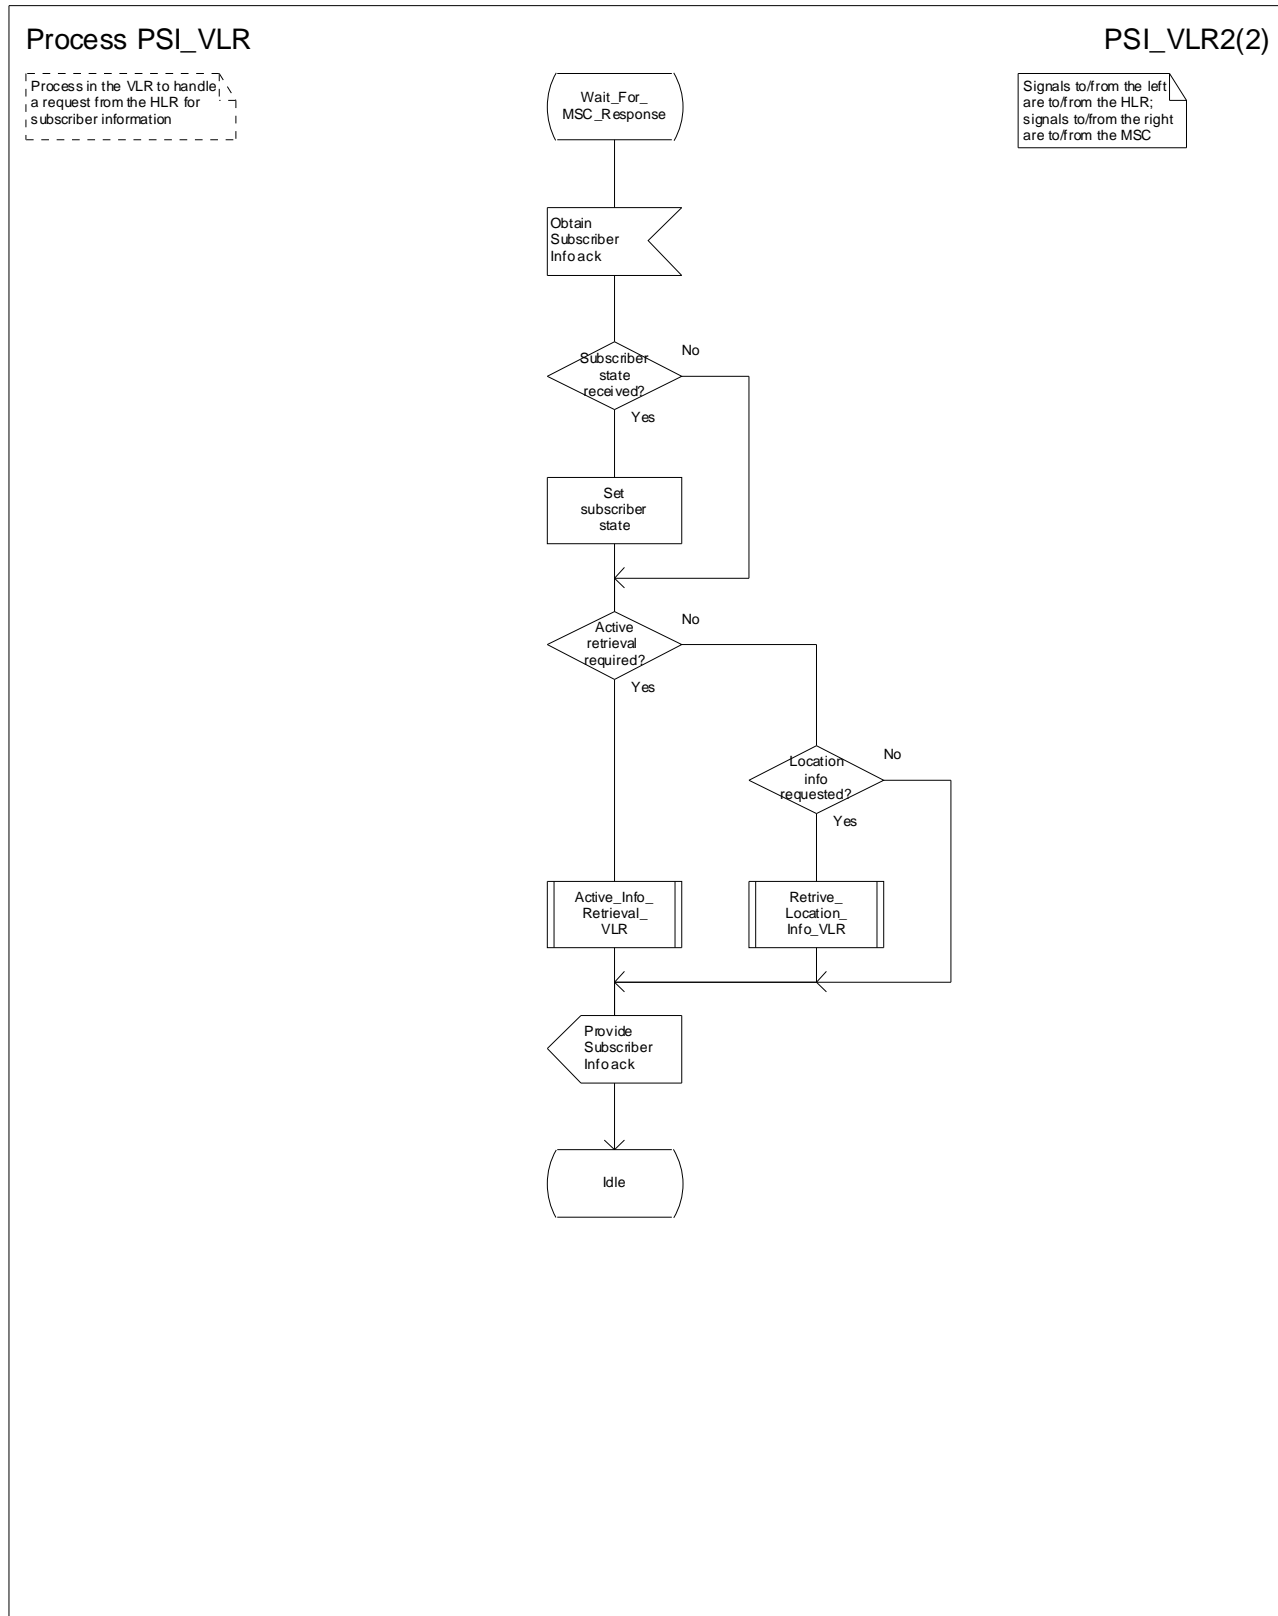 Process PSI_VLR
PSI_VLR2(2)
Process in the VLR to handle
a request from the HLR for
subscriber information
Signals to/from the left
are to/from the HLR;
signals to/from the right
are to/from the MSC
Wait_For_
MSC_Response
Obtain
Subscriber
Info ack
Subscriber
state
received?
No
Yes
Set
subscriber
state
Active
retrieval
required?
No
Yes
Location
info
requested?
No
Yes
Active_Info_
Retrieval_
VLR
Retrive_
Location_
Info_VLR
Provide
Subscriber
Info ack
Idle